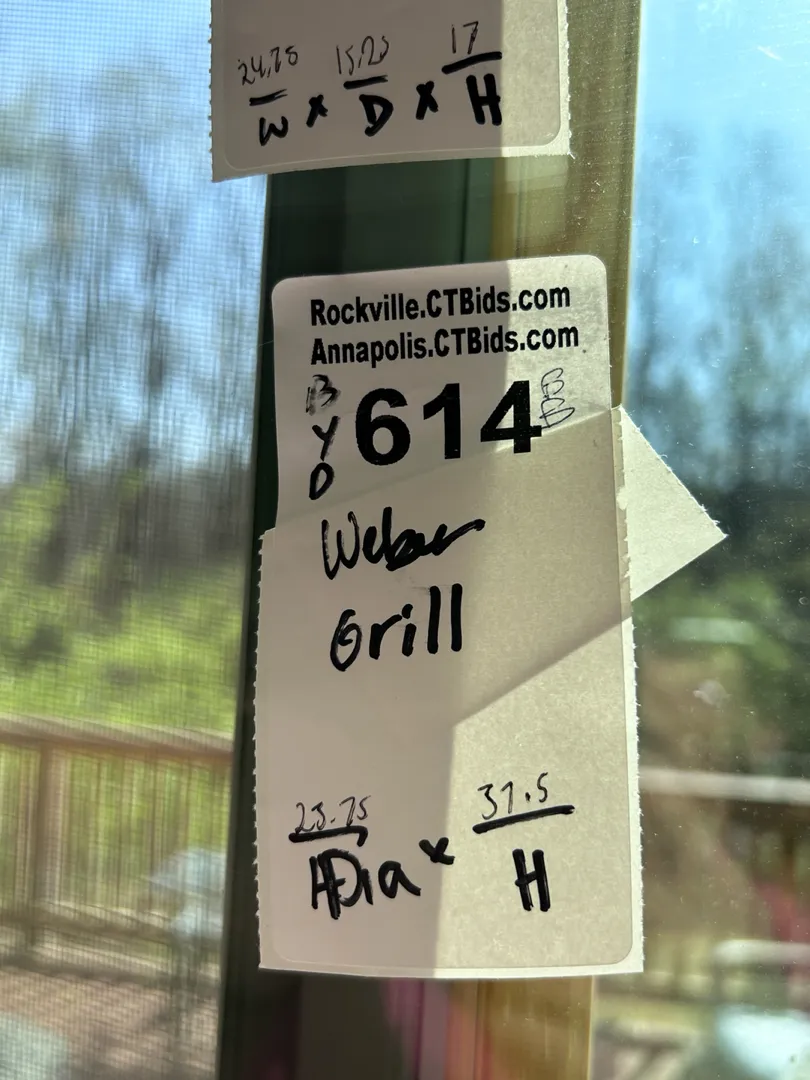 24.75 15.25 17
W x D x H
Rockville.CTBids.com
Annapolis.CTBids.com
B
Y
D
614
Weber
Grill
23.75 x 37.5
Dia H